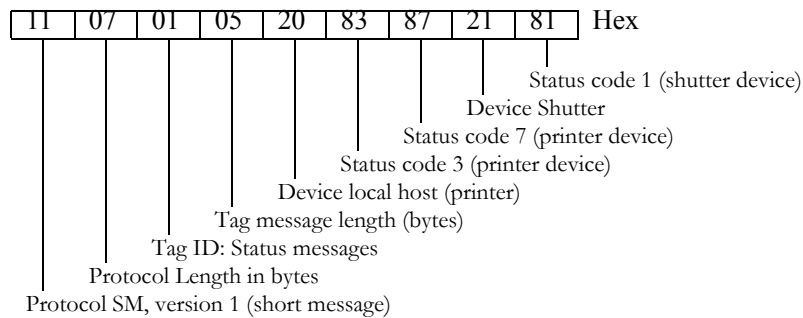 11 07 01 05 20 83 87 21 81 Hex
Status code 1 (shutter device)
Device Shutter
Status code 7 (printer device)
Status code 3 (printer device)
Device local host (printer)
Tag message length (bytes)
Tag ID: Status messages
Protocol Length in bytes
Protocol SM, version 1 (short message)